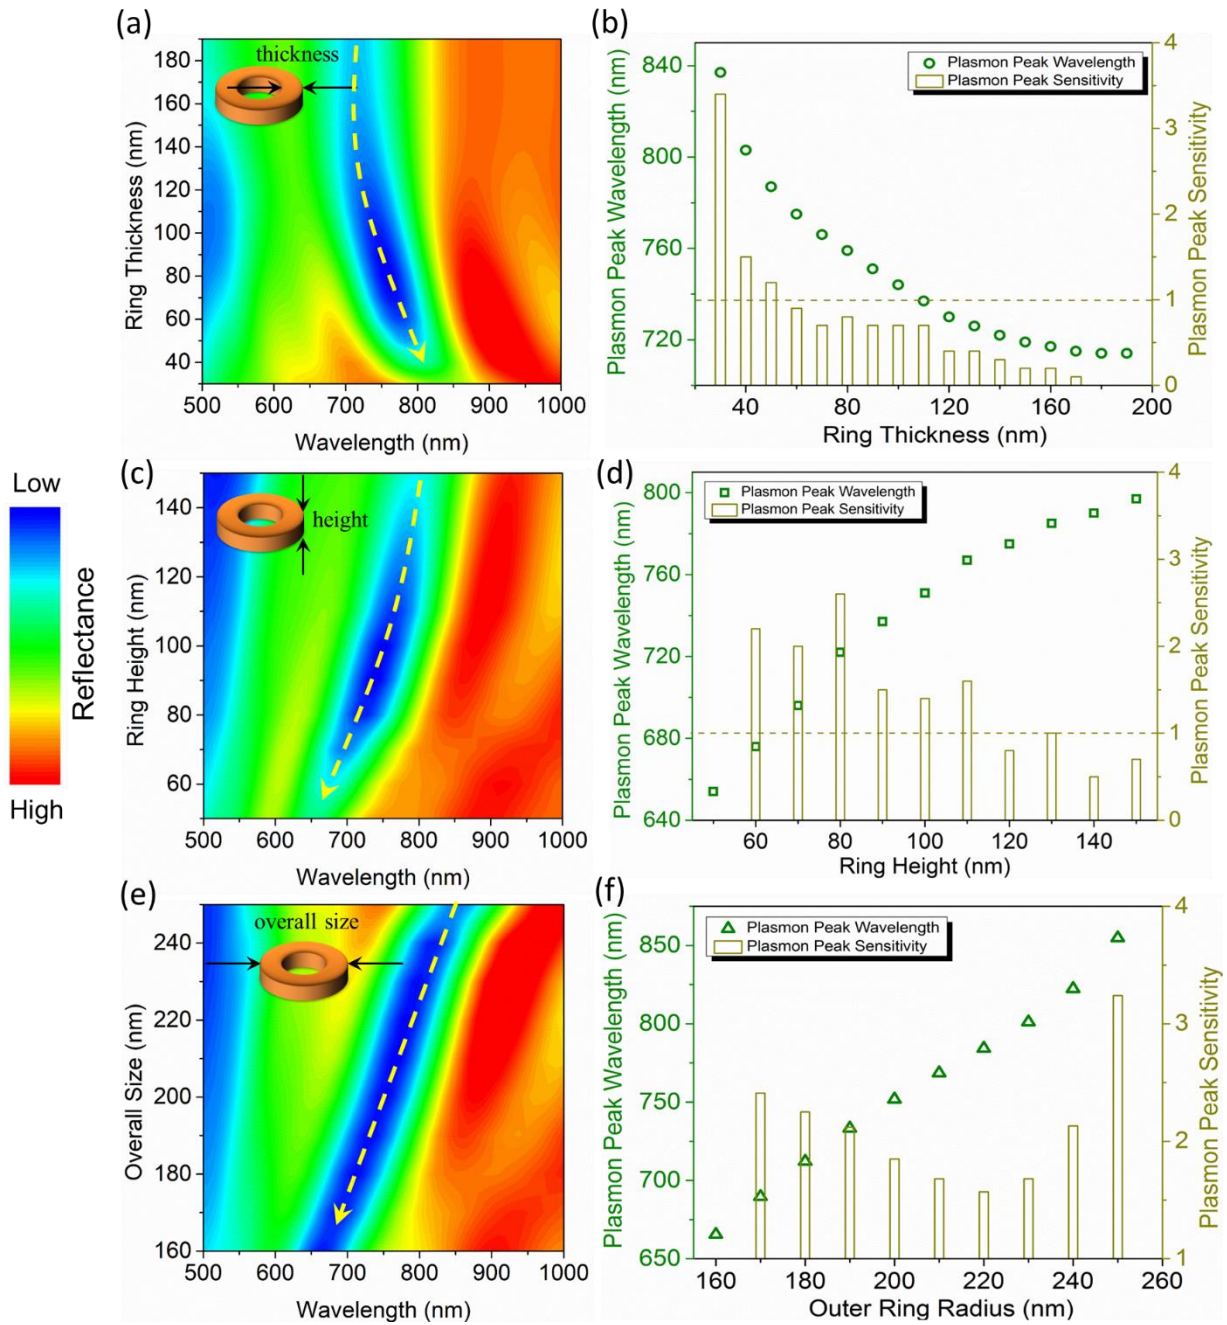 (a)
190
180
160
140
120
100
80
60
40
Ring Thickness (nm)
thickness
500 600 700 800 900 1000
Wavelength (nm)
(b)
840
800
760
720
Plasmon Peak Wavelength (nm)
Plasmon Peak Wavelength
Plasmon Peak Sensitivity
4
3
2
1
0
Plasmon Peak Sensitivity
40 80 120 160 200
Ring Thickness (nm)
Low
Reflectance
High
(c)
140
120
100
80
60
Ring Height (nm)
height
500 600 700 800 900 1000
Wavelength (nm)
(d)
800
760
720
680
640
Plasmon Peak Wavelength (nm)
Plasmon Peak Wavelength
Plasmon Peak Sensitivity
4
3
2
1
0
Plasmon Peak Sensitivity
60 80 100 120 140
Ring Height (nm)
(e)
240
220
200
180
160
Overall Size (nm)
overall size
500 600 700 800 900 1000
Wavelength (nm)
(f)
850
800
750
700
650
Plasmon Peak Wavelength (nm)
Plasmon Peak Wavelength
Plasmon Peak Sensitivity
4
3
2
1
Plasmon Peak Sensitivity
160 180 200 220 240 260
Outer Ring Radius (nm)